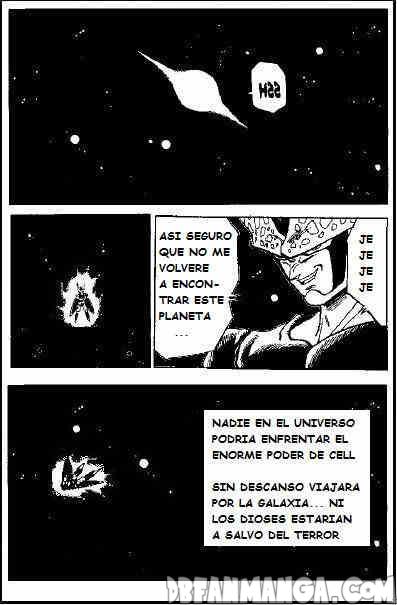 HSS
ASI SEGURO
QUE NO ME
VOLVERE
A ENCON-
TRAR ESTE
PLANETA
...
JE
JE
JE
JE
NADIE EN EL UNIVERSO
PODRIA ENFRENTAR EL
ENORME PODER DE CELL
SIN DESCANSO VIAJARA
POR LA GALAXIA... NI
LOS DIOSES ESTARIAN
A SALVO DEL TERROR
DBFANMANGA.COM